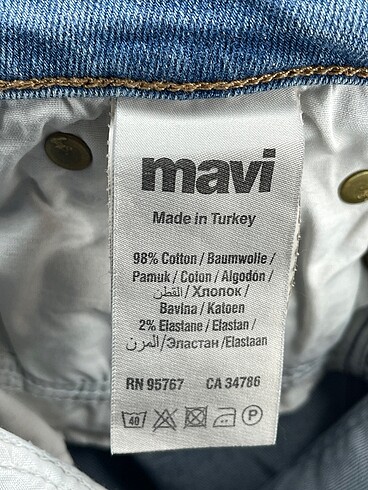 mavi
Made in Turkey
98% Cotton / Baumwolle /
Pamuk / Coton / Algodón /
القطن / Хлопок /
Bavina / Katoen
2% Elastane / Elastan /
المرن / Эластан / Elastaan
RN 95767 CA 34786
40 P